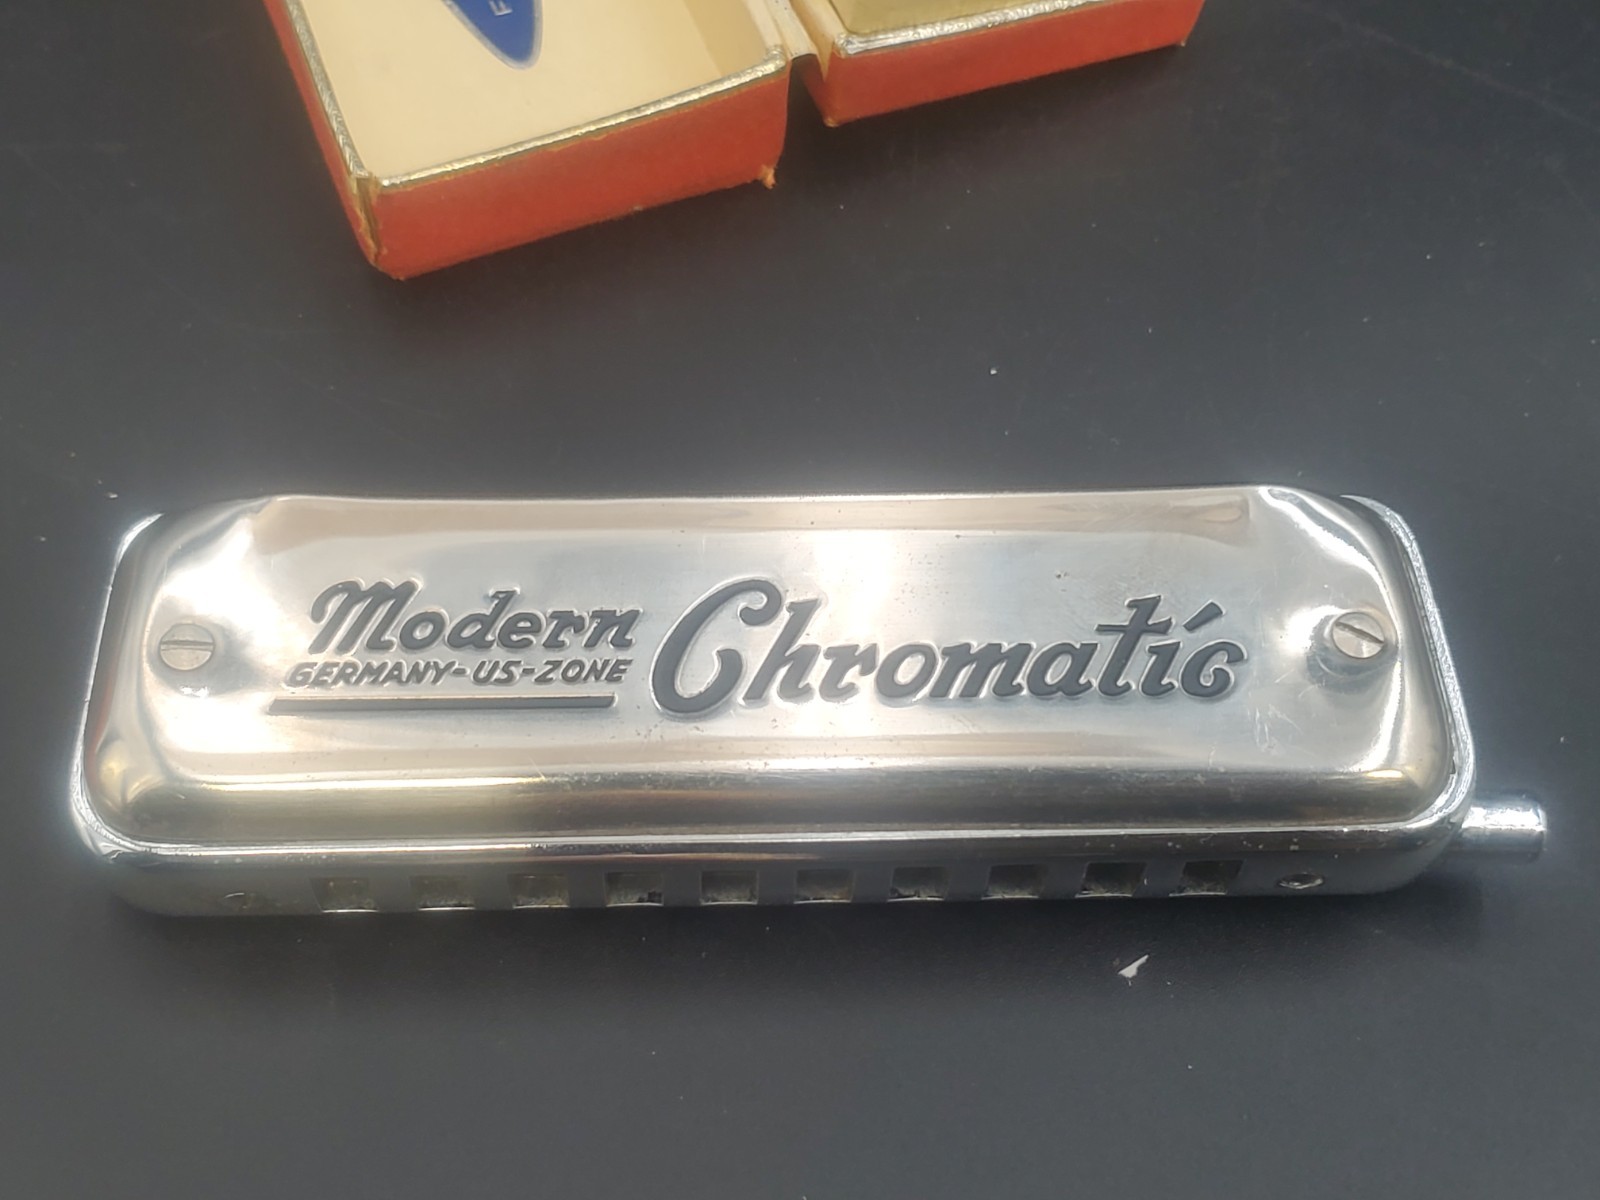 F
Modern Chromatic
GERMANY-US-ZONE